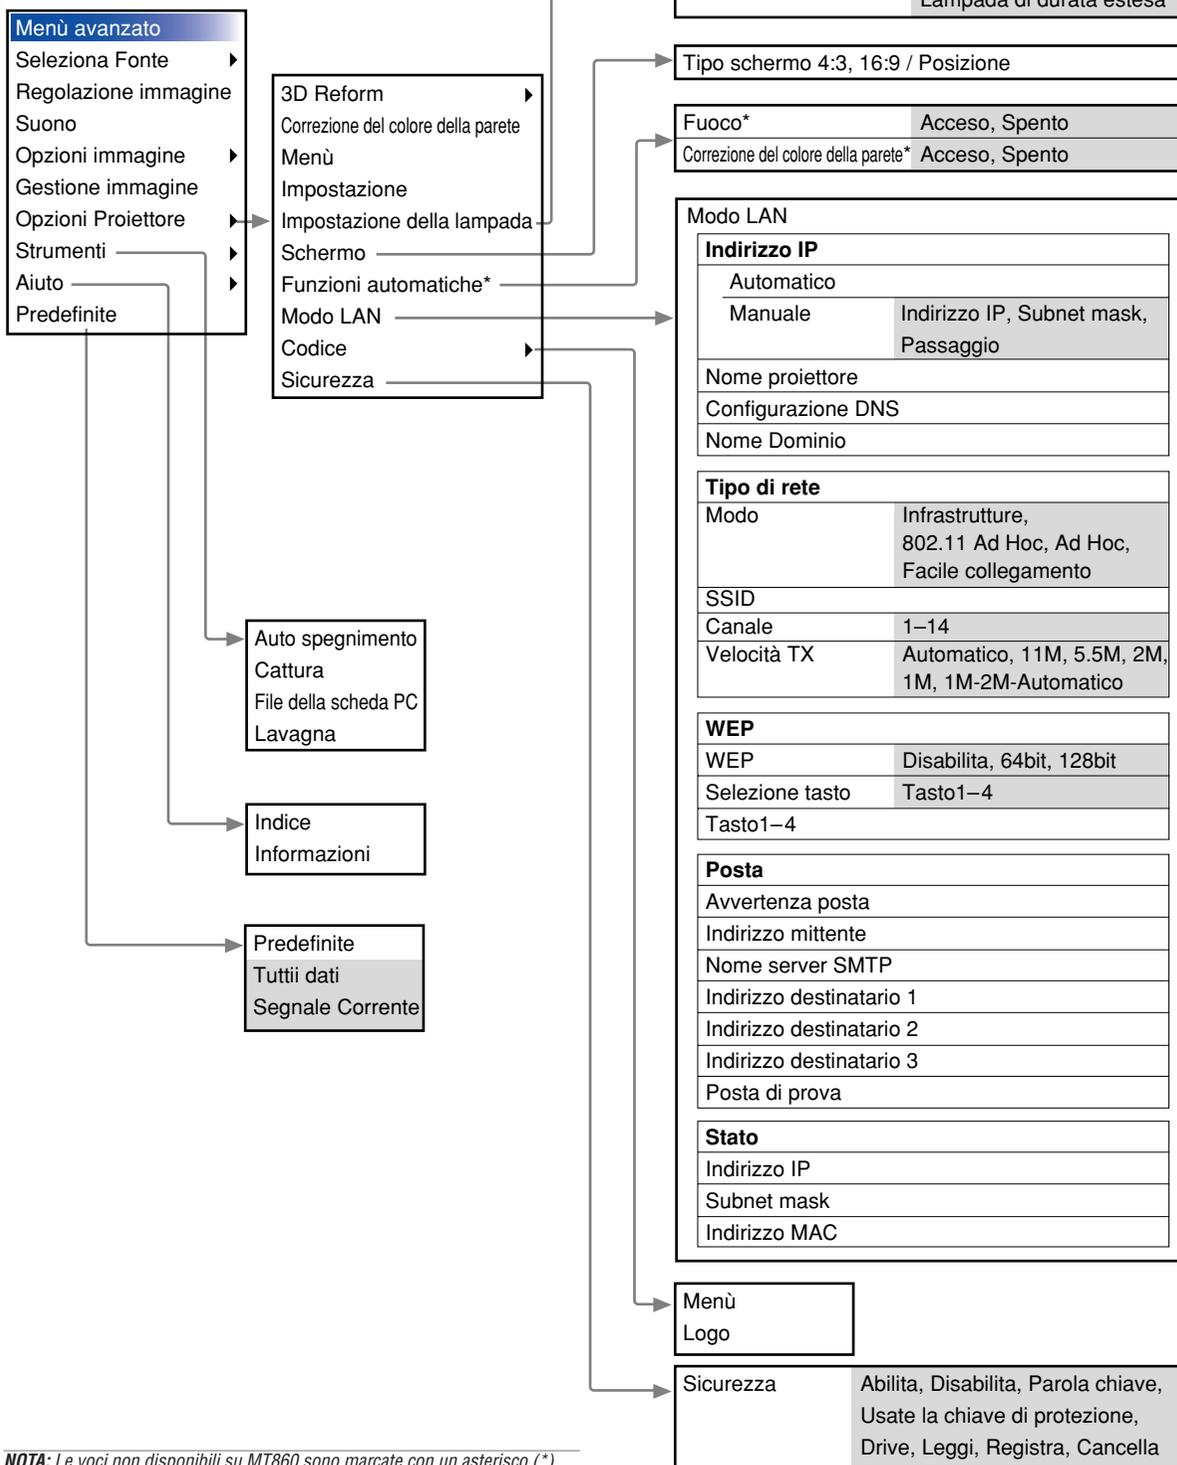 Menù avanzato
Seleziona Fonte
Regolazione immagine
Suono
Opzioni immagine
Gestione immagine
Opzioni Proiettore
Strumenti
Aiuto
Predefinite
3D Reform
Correzione del colore della parete
Menù
Impostazione
Impostazione della lampada
Schermo
Funzioni automatiche*
Modo LAN
Codice
Sicurezza
Auto spegnimento
Cattura
File della scheda PC
Lavagna
Indice
Informazioni
Predefinite
Tuttii dati
Segnale Corrente
Lampada di durata estesa
Tipo schermo 4:3, 16:9 / Posizione
Fuoco* Acceso, Spento
Correzione del colore della parete* Acceso, Spento
Modo LAN
Indirizzo IP
Automatico
Manuale Indirizzo IP, Subnet mask,
Passaggio
Nome proiettore
Configurazione DNS
Nome Dominio
Tipo di rete
Modo Infrastrutture,
802.11 Ad Hoc, Ad Hoc,
Facile collegamento
SSID
Canale 1–14
Velocità TX Automatico, 11M, 5.5M, 2M,
1M, 1M-2M-Automatico
WEP
WEP Disabilita, 64bit, 128bit
Selezione tasto Tasto1–4
Tasto1–4
Posta
Avvertenza posta
Indirizzo mittente
Nome server SMTP
Indirizzo destinatario 1
Indirizzo destinatario 2
Indirizzo destinatario 3
Posta di prova
Stato
Indirizzo IP
Subnet mask
Indirizzo MAC
Menù
Logo
Sicurezza Abilita, Disabilita, Parola chiave,
Usate la chiave di protezione,
Drive, Leggi, Registra, Cancella
NOTA: Le voci non disponibili su MT860 sono marcate con un asterisco (*)